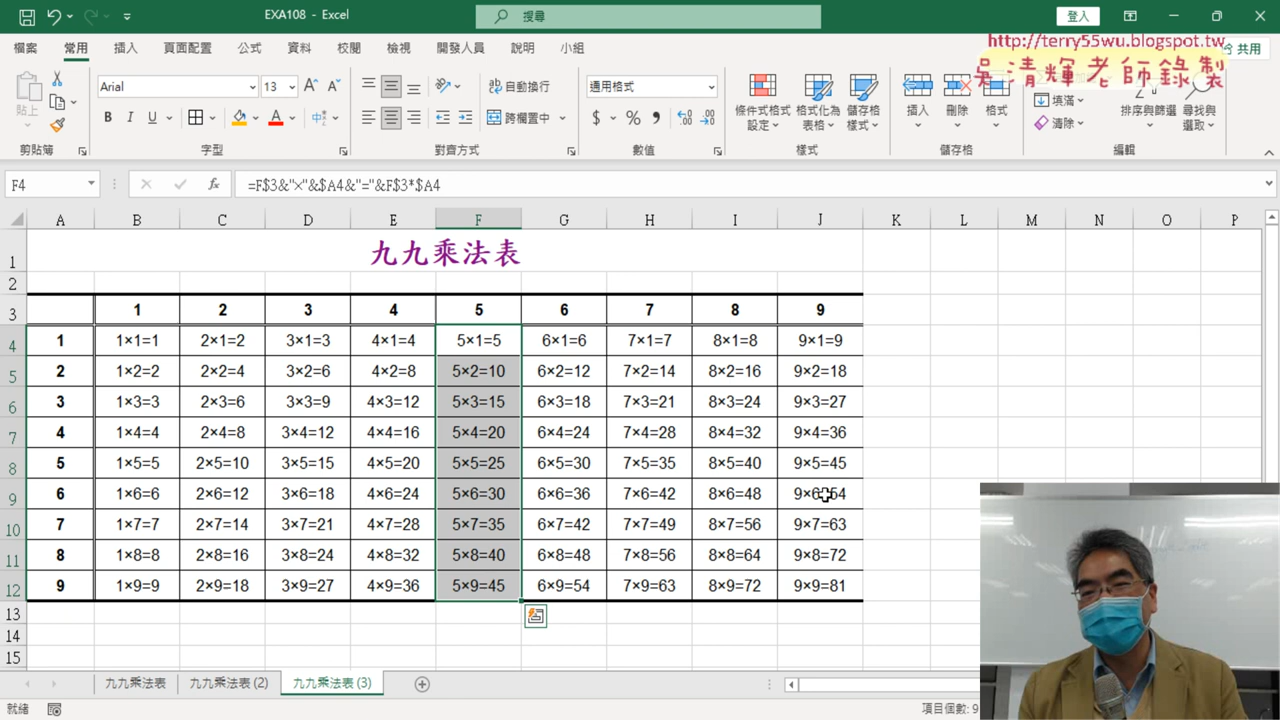 EXA108 - Excel
搜尋
登入
檔案 常用 插入 頁面配置 公式 資料 校閱 檢視 開發人員 說明 小組
http://terry55wu.blogspot.tw
共用
吳清輝老師錄製
貼上
Arial 13
B I U
中
自動換行
跨欄置中
通用格式
$ % 9
條件式格式設定
格式化為表格
儲存格樣式
插入 刪除 格式
填滿
清除
排序與篩選
尋找與選取
剪貼簿 字型 對齊方式 數值 樣式 儲存格 編輯
F4
fx
=F$3&"×"&$A4&"="&F$3*$A4
A B C D E F G H I J K L M N O P
1 九九乘法表
2
3 1 2 3 4 5 6 7 8 9
4 1 1×1=1 2×1=2 3×1=3 4×1=4 5×1=5 6×1=6 7×1=7 8×1=8 9×1=9
5 2 1×2=2 2×2=4 3×2=6 4×2=8 5×2=10 6×2=12 7×2=14 8×2=16 9×2=18
6 3 1×3=3 2×3=6 3×3=9 4×3=12 5×3=15 6×3=18 7×3=21 8×3=24 9×3=27
7 4 1×4=4 2×4=8 3×4=12 4×4=16 5×4=20 6×4=24 7×4=28 8×4=32 9×4=36
8 5 1×5=5 2×5=10 3×5=15 4×5=20 5×5=25 6×5=30 7×5=35 8×5=40 9×5=45
9 6 1×6=6 2×6=12 3×6=18 4×6=24 5×6=30 6×6=36 7×6=42 8×6=48 9×6=54
10 7 1×7=7 2×7=14 3×7=21 4×7=28 5×7=35 6×7=42 7×7=49 8×7=56 9×7=63
11 8 1×8=8 2×8=16 3×8=24 4×8=32 5×8=40 6×8=48 7×8=56 8×8=64 9×8=72
12 9 1×9=9 2×9=18 3×9=27 4×9=36 5×9=45 6×9=54 7×9=63 8×9=72 9×9=81
13
14
15
九九乘法表 九九乘法表 (2) 九九乘法表 (3)
就緒
項目個數: 9